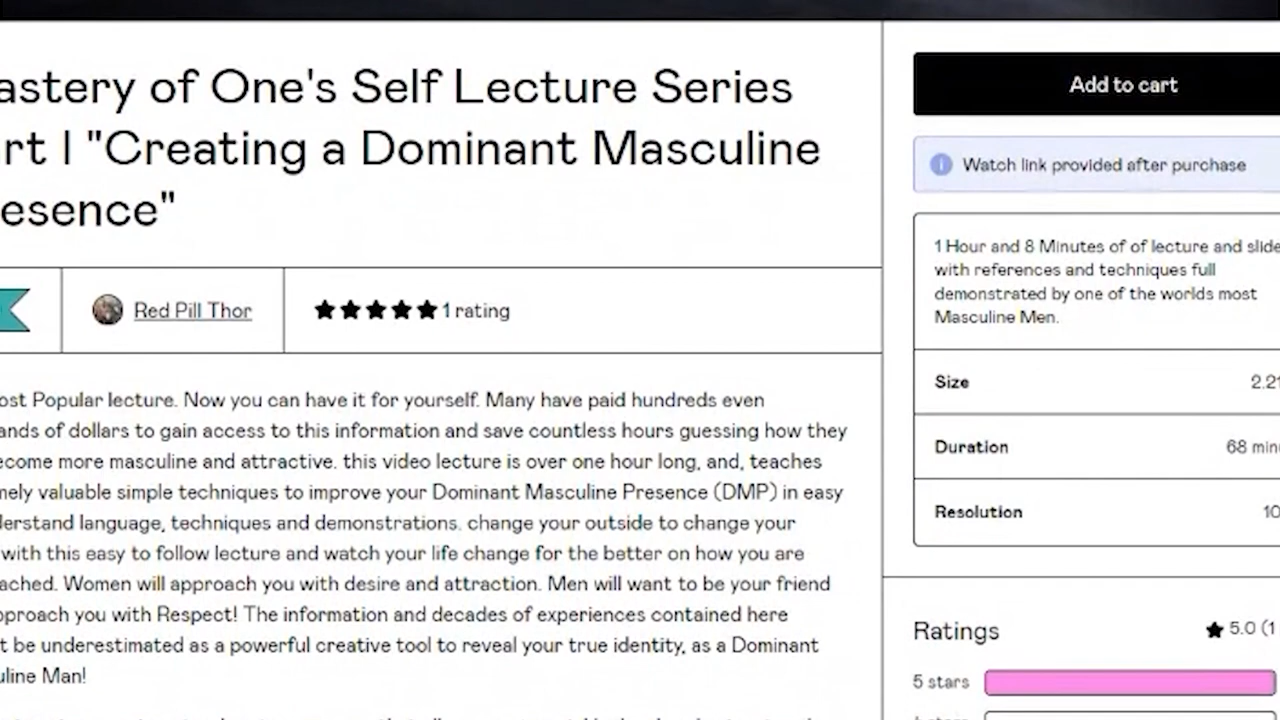 astery of One's Self Lecture Series
rt I "Creating a Dominant Masculine
esence"
Red Pill Thor
1 rating
ost Popular lecture. Now you can have it for yourself. Many have paid hundreds even
ands of dollars to gain access to this information and save countless hours guessing how they
ecome more masculine and attractive. this video lecture is over one hour long, and, teaches
mely valuable simple techniques to improve your Dominant Masculine Presence (DMP) in easy
derstand language, techniques and demonstrations. change your outside to change your
with this easy to follow lecture and watch your life change for the better on how you are
ached. Women will approach you with desire and attraction. Men will want to be your friend
pproach you with Respect! The information and decades of experiences contained here
t be underestimated as a powerful creative tool to reveal your true identity, as a Dominant
uline Man!
Add to cart
Watch link provided after purchase
1 Hour and 8 Minutes of of lecture and slide
with references and techniques full
demonstrated by one of the worlds most
Masculine Men.
Size 2.21
Duration 68 minu
Resolution 10
Ratings 5.0 (1
5 stars